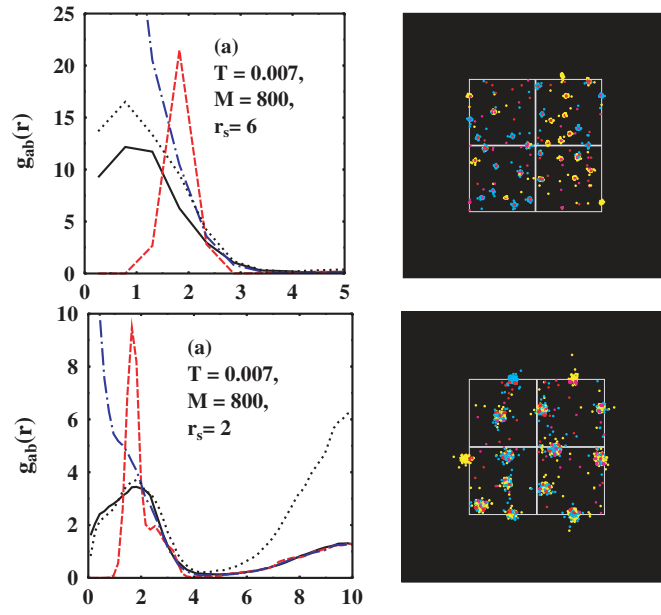 25
20
15
10
5
0
g_ab(r)
(a)
T = 0.007,
M = 800,
r_s= 6
0 1 2 3 4 5
10
8
6
4
2
0
g_ab(r)
(a)
T = 0.007,
M = 800,
r_s= 2
0 2 4 6 8 10